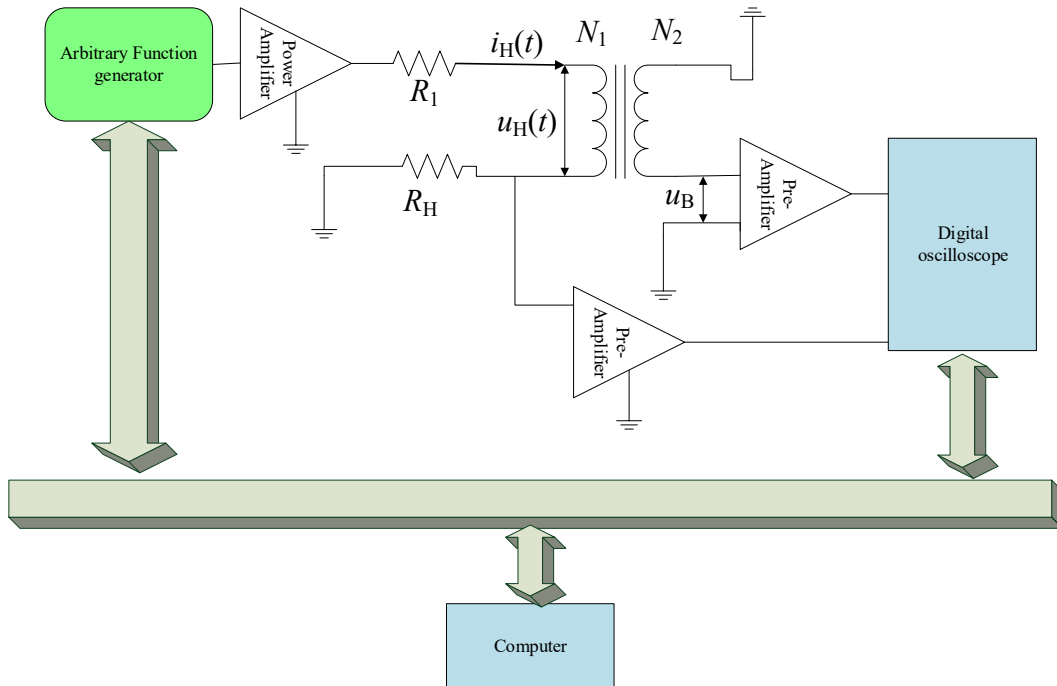 Arbitrary Function
generator
Power
Amplifier
R1
iH(t)
N1
N2
uH(t)
RH
uB
Pre-
Amplifier
Pre-
Amplifier
Digital
oscilloscope
Computer